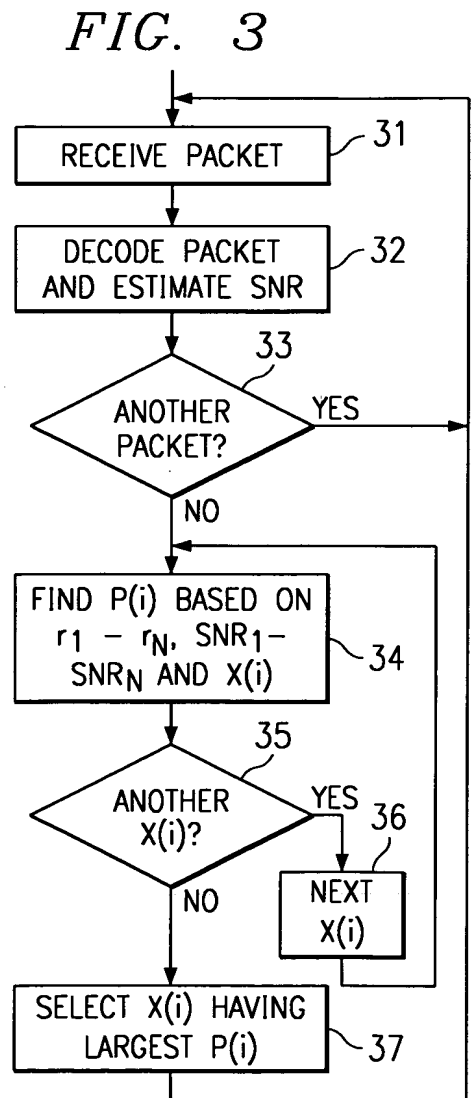 FIG. 3
RECEIVE PACKET
31
DECODE PACKET
AND ESTIMATE SNR
32
33
ANOTHER
PACKET?
YES
NO
FIND P(i) BASED ON
r1 – rN, SNR1–
SNRN AND X(i)
34
35
ANOTHER
X(i)?
YES
36
NEXT
X(i)
NO
SELECT X(i) HAVING
LARGEST P(i)
37